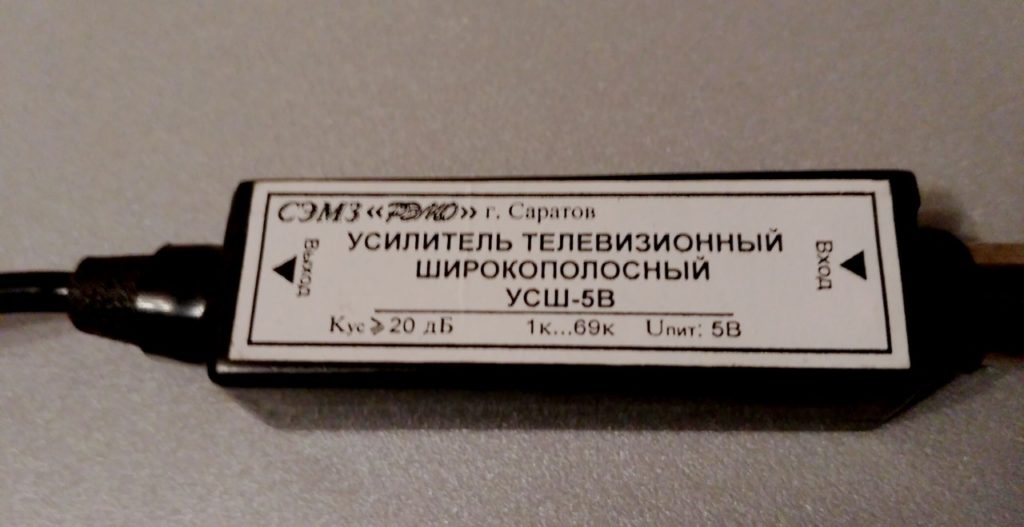 СЭМЗ «РЭМО» г. Саратов
УСИЛИТЕЛЬ ТЕЛЕВИЗИОННЫЙ
ШИРОКОПОЛОСНЫЙ
УСШ-5В
Выход
Вход
Кус⩾20 дБ 1к...69к Uпит: 5В